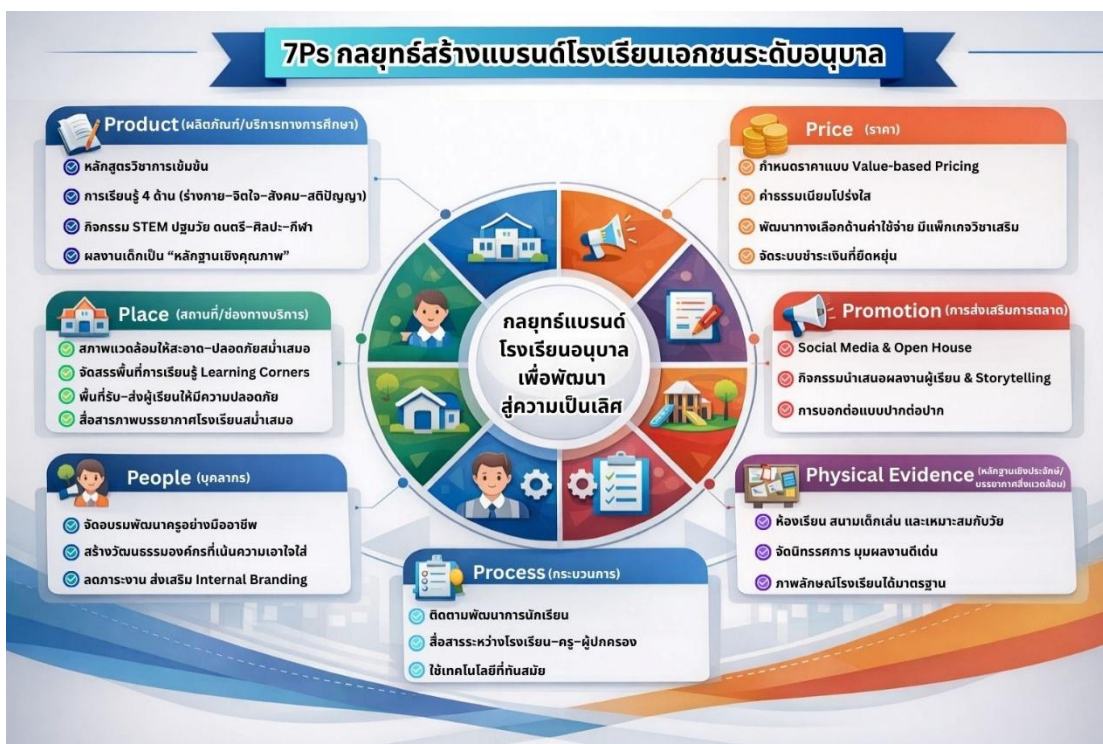 7Ps กลยุทธ์สร้างแบรนด์โรงเรียนเอกชนระดับอนุบาล
Product (ผลิตภัณฑ์/บริการทางการศึกษา)
หลักสูตรวิชาการเข้มข้น
การเรียนรู้ 4 ด้าน (ร่างกาย-จิตใจ-สังคม-สติปัญญา)
กิจกรรม STEM ปฐมวัย ดนตรี-ศิลปะ-กีฬา
ผลงานเด็กเป็น “หลักฐานเชิงคุณภาพ”
Price (ราคา)
กำหนดราคาแบบ Value-based Pricing
ค่าธรรมเนียมโปร่งใส
พัฒนาทางเลือกด้านค่าใช้จ่าย มีแพ็กเกจวิชาเสริม
จัดระบบชำระเงินที่ยืดหยุ่น
Place (สถานที่/ช่องทางบริการ)
สภาพแวดล้อมให้สะอาด-ปลอดภัยสม่ำเสมอ
จัดสรรพื้นที่การเรียนรู้ Learning Corners
พื้นที่รับ-ส่งผู้เรียนให้มีความปลอดภัย
สื่อสารภาพบรรยากาศโรงเรียนสม่ำเสมอ
กลยุทธ์แบรนด์
โรงเรียนอนุบาล
เพื่อพัฒนา
สู่ความเป็นเลิศ
Promotion (การส่งเสริมการตลาด)
Social Media & Open House
กิจกรรมนำเสนอผลงานผู้เรียน & Storytelling
การบอกต่อแบบปากต่อปาก
People (บุคลากร)
จัดอบรมพัฒนาครูอย่างมืออาชีพ
สร้างวัฒนธรรมองค์กรที่เน้นความเอาใจใส่
ลดภาระงาน ส่งเสริม Internal Branding
Physical Evidence (หลักฐานเชิงประจักษ์/
บรรยากาศสิ่งแวดล้อม)
ห้องเรียน สนามเด็กเล่น และเหมาะสมกับวัย
จัดนิทรรศการ มุมผลงานดีเด่น
ภาพลักษณ์โรงเรียนได้มาตรฐาน
Process (กระบวนการ)
ติดตามพัฒนาการนักเรียน
สื่อสารระหว่างโรงเรียน-ครู-ผู้ปกครอง
ใช้เทคโนโลยีที่ทันสมัย